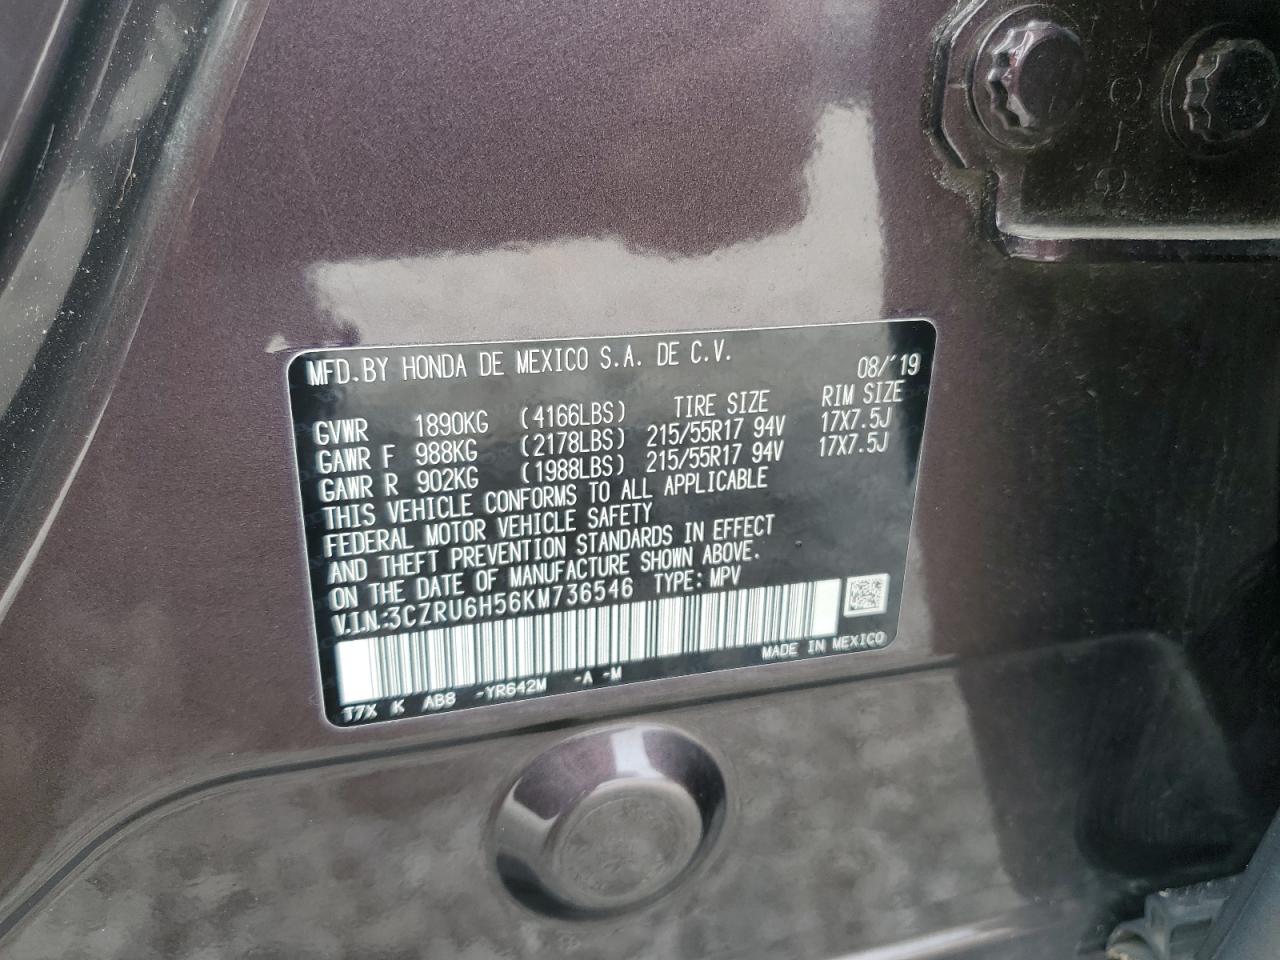 MFD.BY HONDA DE MEXICO S.A. DE C.V. 08/'19
TIRE SIZE RIM SIZE
GVWR 1890KG (4166LBS)
GAWR F 988KG (2178LBS) 215/55R17 94V 17X7.5J
GAWR R 902KG (1988LBS) 215/55R17 94V 17X7.5J
THIS VEHICLE CONFORMS TO ALL APPLICABLE
FEDERAL MOTOR VEHICLE SAFETY
AND THEFT PREVENTION STANDARDS IN EFFECT
ON THE DATE OF MANUFACTURE SHOWN ABOVE.
V.I.N.:3CZRU6H56KM736546 TYPE: MPV
MADE IN MEXICO
T7X K AB8 -YR642M -A -M